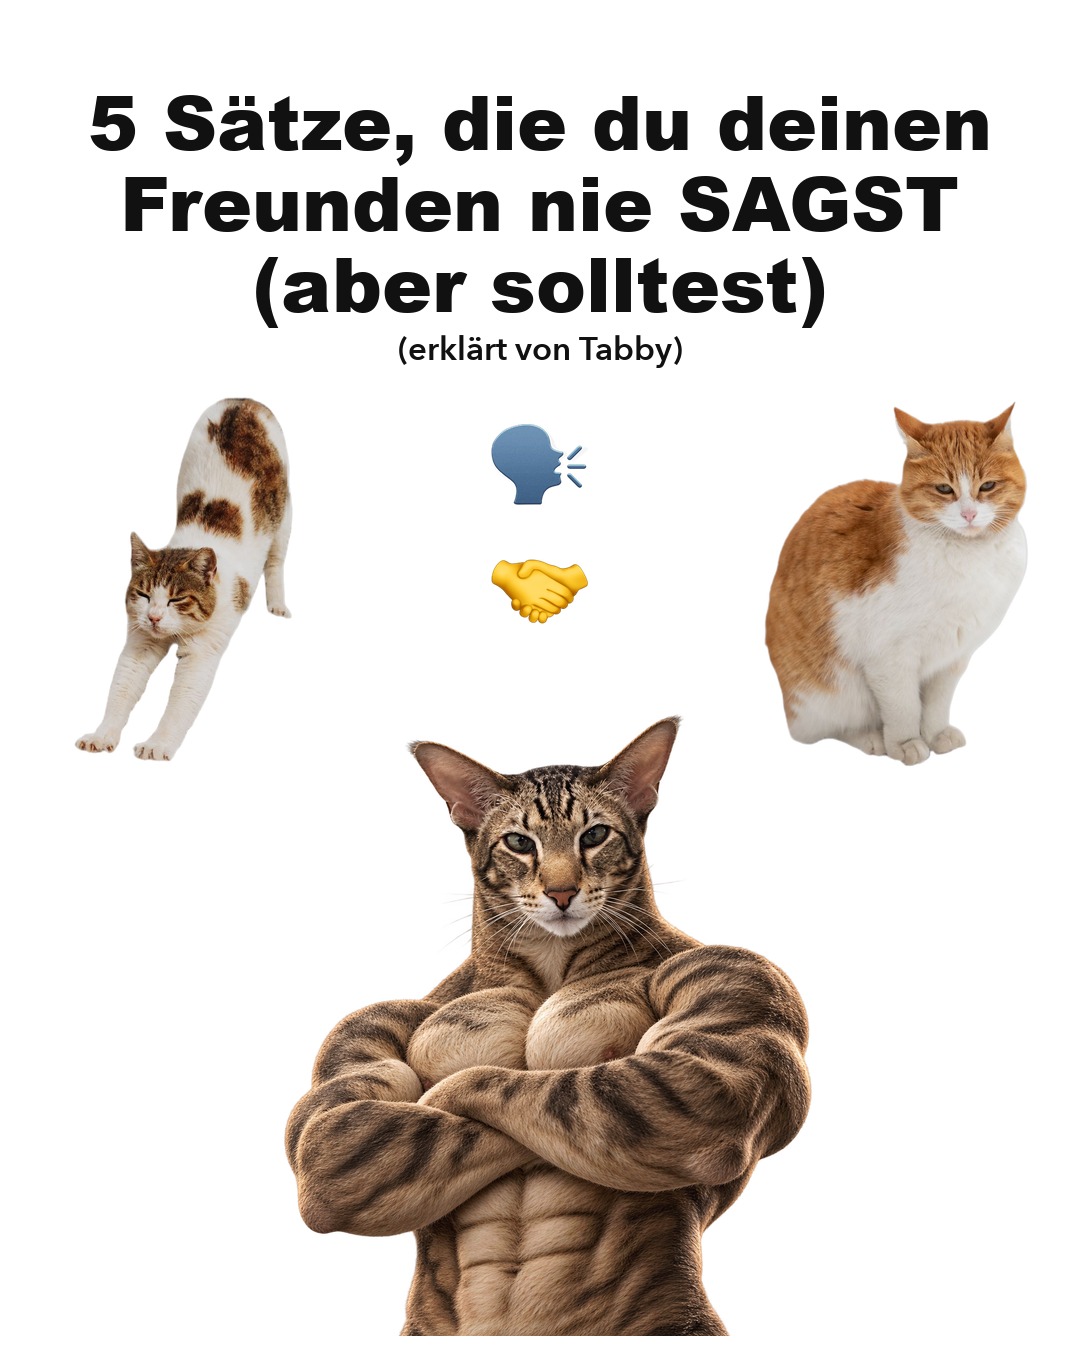 5 Sätze, die du deinen
Freunden nie SAGST
(aber solltest)
(erklärt von Tabby)